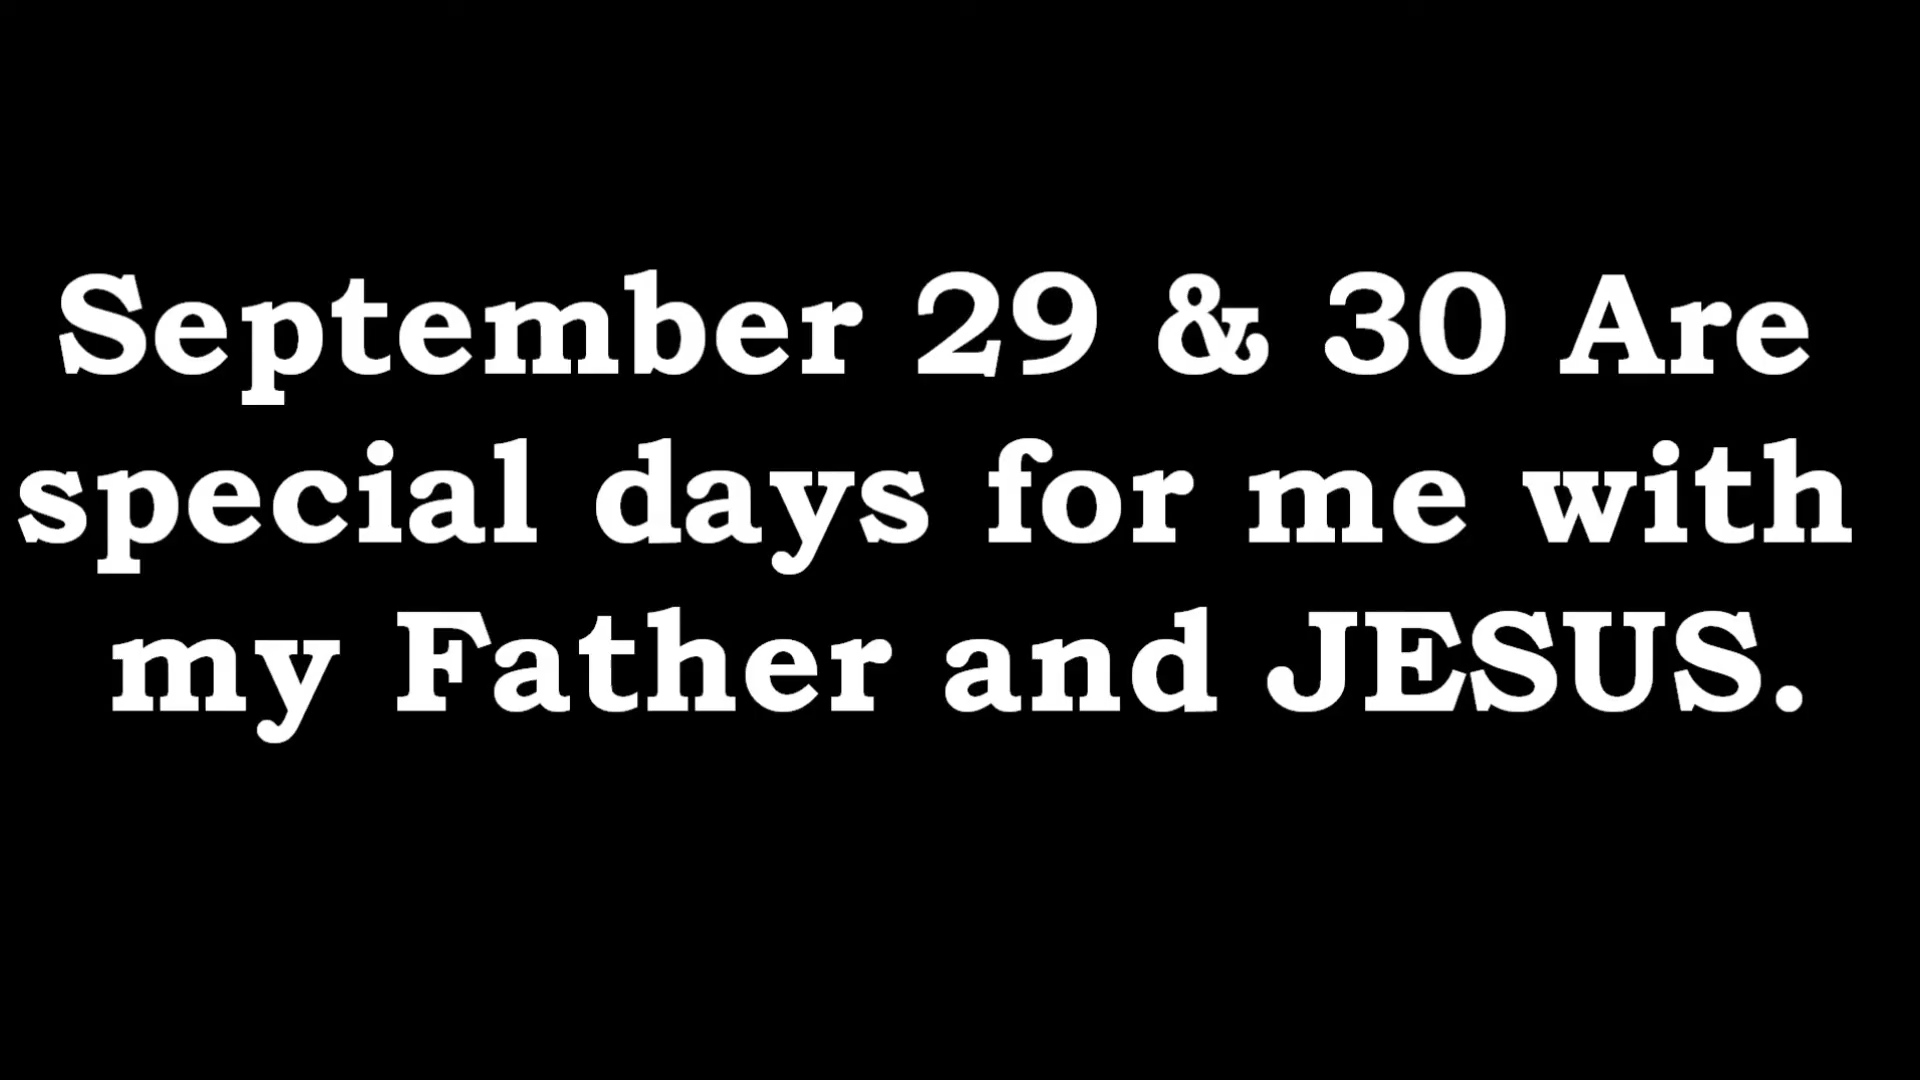 September 29 & 30 Are
special days for me with
my Father and JESUS.